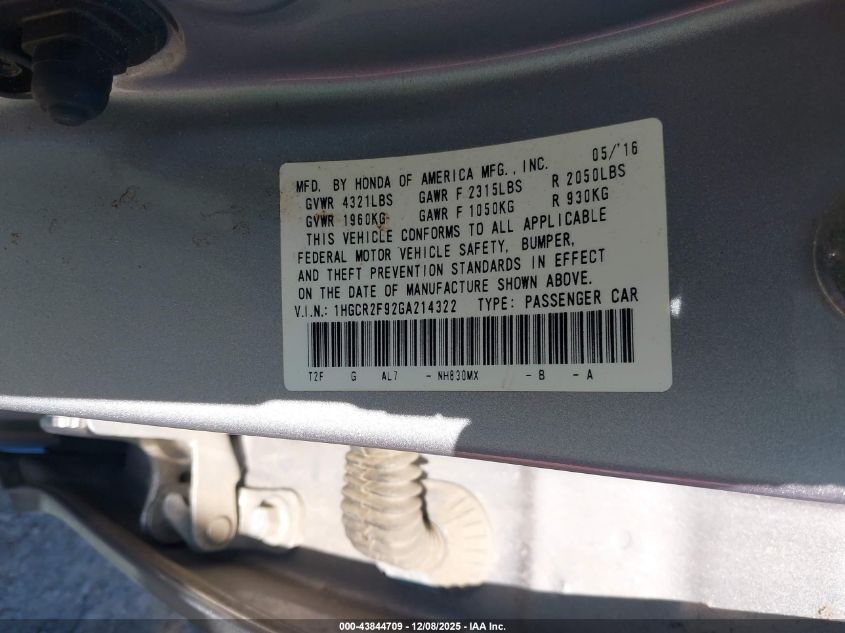 MFD. BY HONDA OF AMERICA MFG., INC. 05/'16
GVWR 4321LBS GAWR F 2315LBS R 2050LBS
GVWR 1960KG GAWR F 1050KG R 930KG
THIS VEHICLE CONFORMS TO ALL APPLICABLE
FEDERAL MOTOR VEHICLE SAFETY, BUMPER,
AND THEFT PREVENTION STANDARDS IN EFFECT
ON THE DATE OF MANUFACTURE SHOWN ABOVE.
V.I.N.: 1HGCR2F92GA214322 TYPE: PASSENGER CAR
T2F G AL7 - NH830MX - B - A
000-43844709 - 12/08/2025 - IAA Inc.